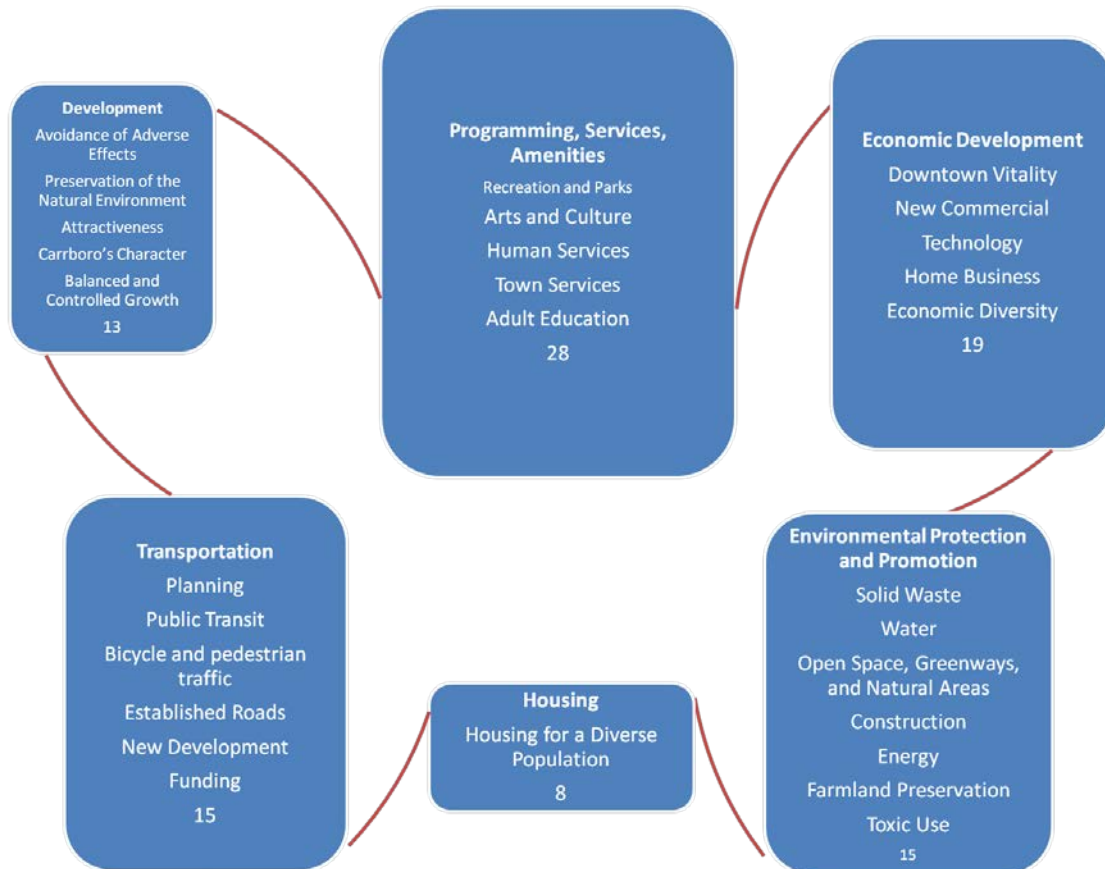 Development
Avoidance of Adverse
Effects
Preservation of the
Natural Environment
Attractiveness
Carrboro's Character
Balanced and
Controlled Growth
13
Programming, Services,
Amenities
Recreation and Parks
Arts and Culture
Human Services
Town Services
Adult Education
28
Economic Development
Downtown Vitality
New Commercial
Technology
Home Business
Economic Diversity
19
Transportation
Planning
Public Transit
Bicycle and pedestrian
traffic
Established Roads
New Development
Funding
15
Housing
Housing for a Diverse
Population
8
Environmental Protection
and Promotion
Solid Waste
Water
Open Space, Greenways,
and Natural Areas
Construction
Energy
Farmland Preservation
Toxic Use
15